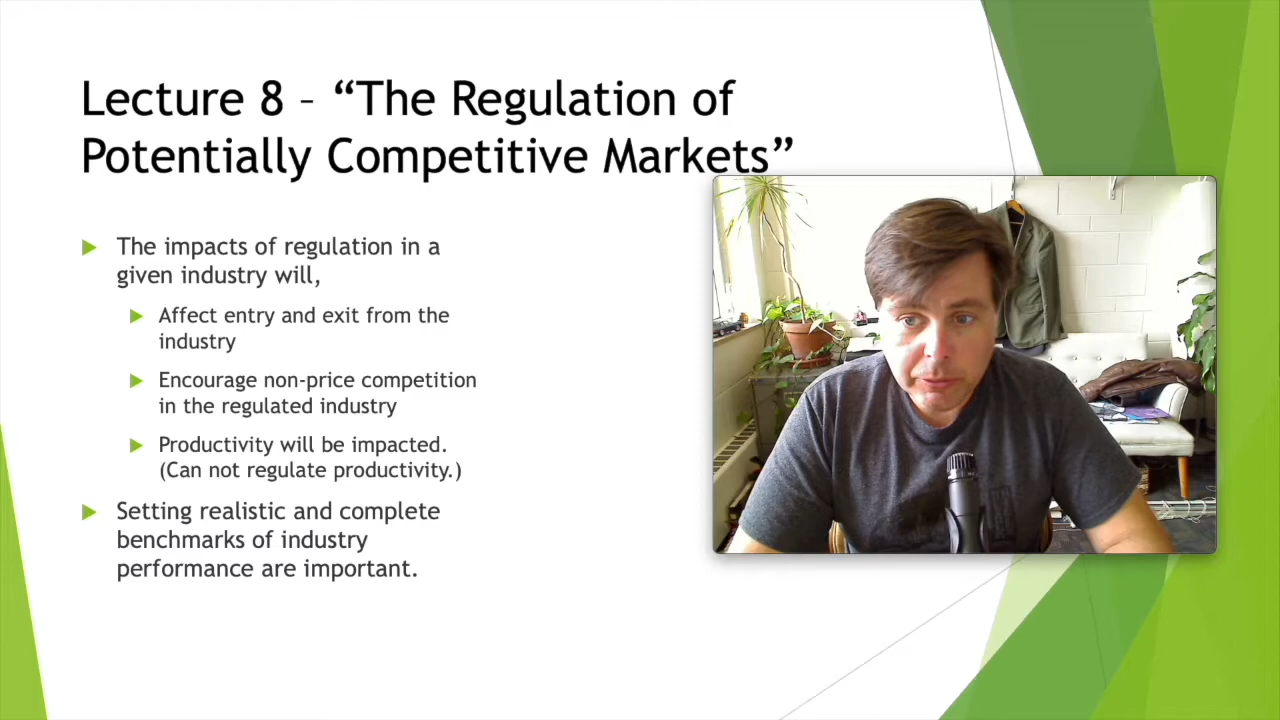 Lecture 8 – “The Regulation of
Potentially Competitive Markets”
The impacts of regulation in a
given industry will,
Affect entry and exit from the
industry
Encourage non-price competition
in the regulated industry
Productivity will be impacted.
(Can not regulate productivity.)
Setting realistic and complete
benchmarks of industry
performance are important.